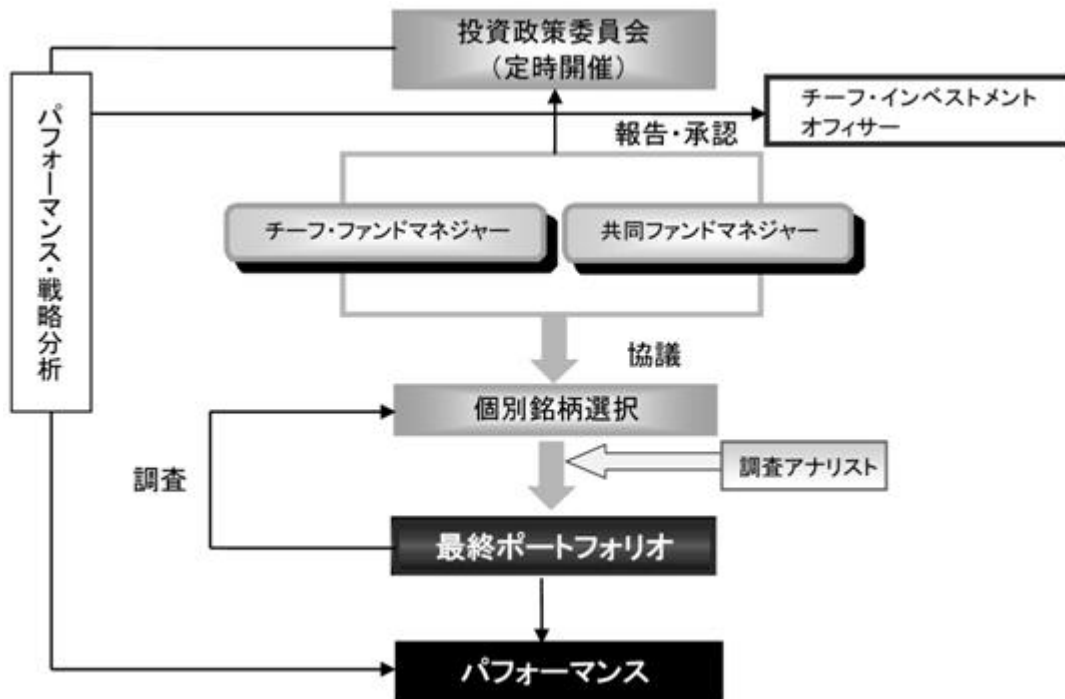 投資政策委員会
（定時開催）
チーフ・インベストメント
オフィサー
報告・承認
パフォーマンス・戦略分析
チーフ・ファンドマネジャー
共同ファンドマネジャー
協議
個別銘柄選択
調査アナリスト
調査
最終ポートフォリオ
パフォーマンス